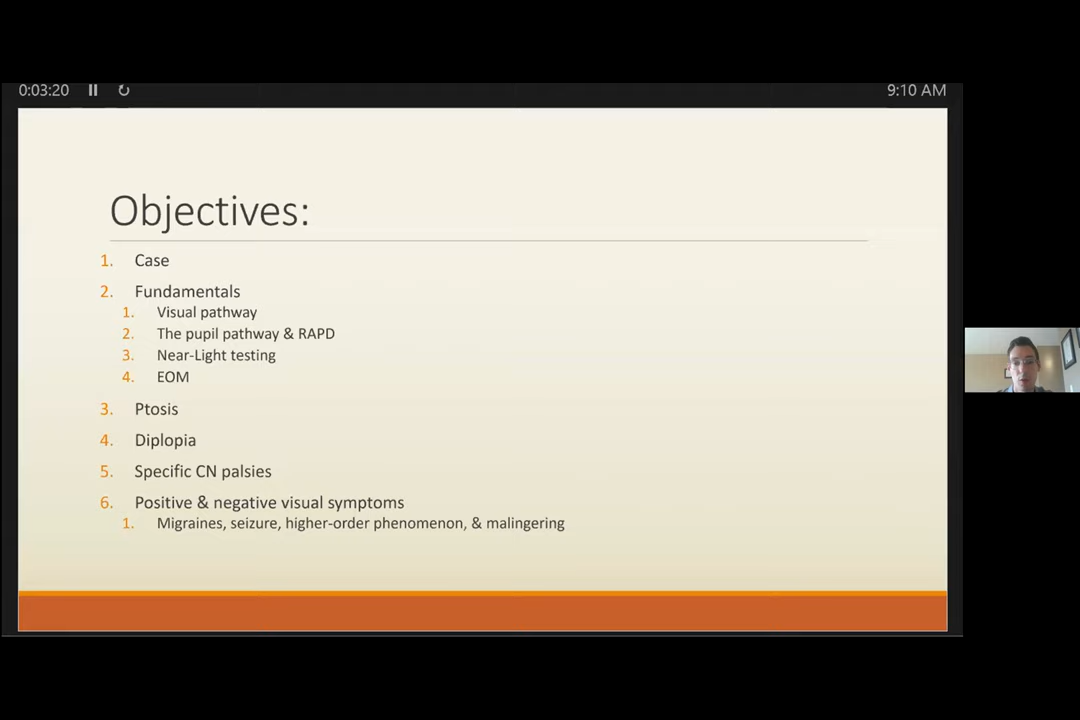 0:03:20
9:10 AM
Objectives:
1. Case
2. Fundamentals
1. Visual pathway
2. The pupil pathway & RAPD
3. Near-Light testing
4. EOM
3. Ptosis
4. Diplopia
5. Specific CN palsies
6. Positive & negative visual symptoms
1. Migraines, seizure, higher-order phenomenon, & malingering